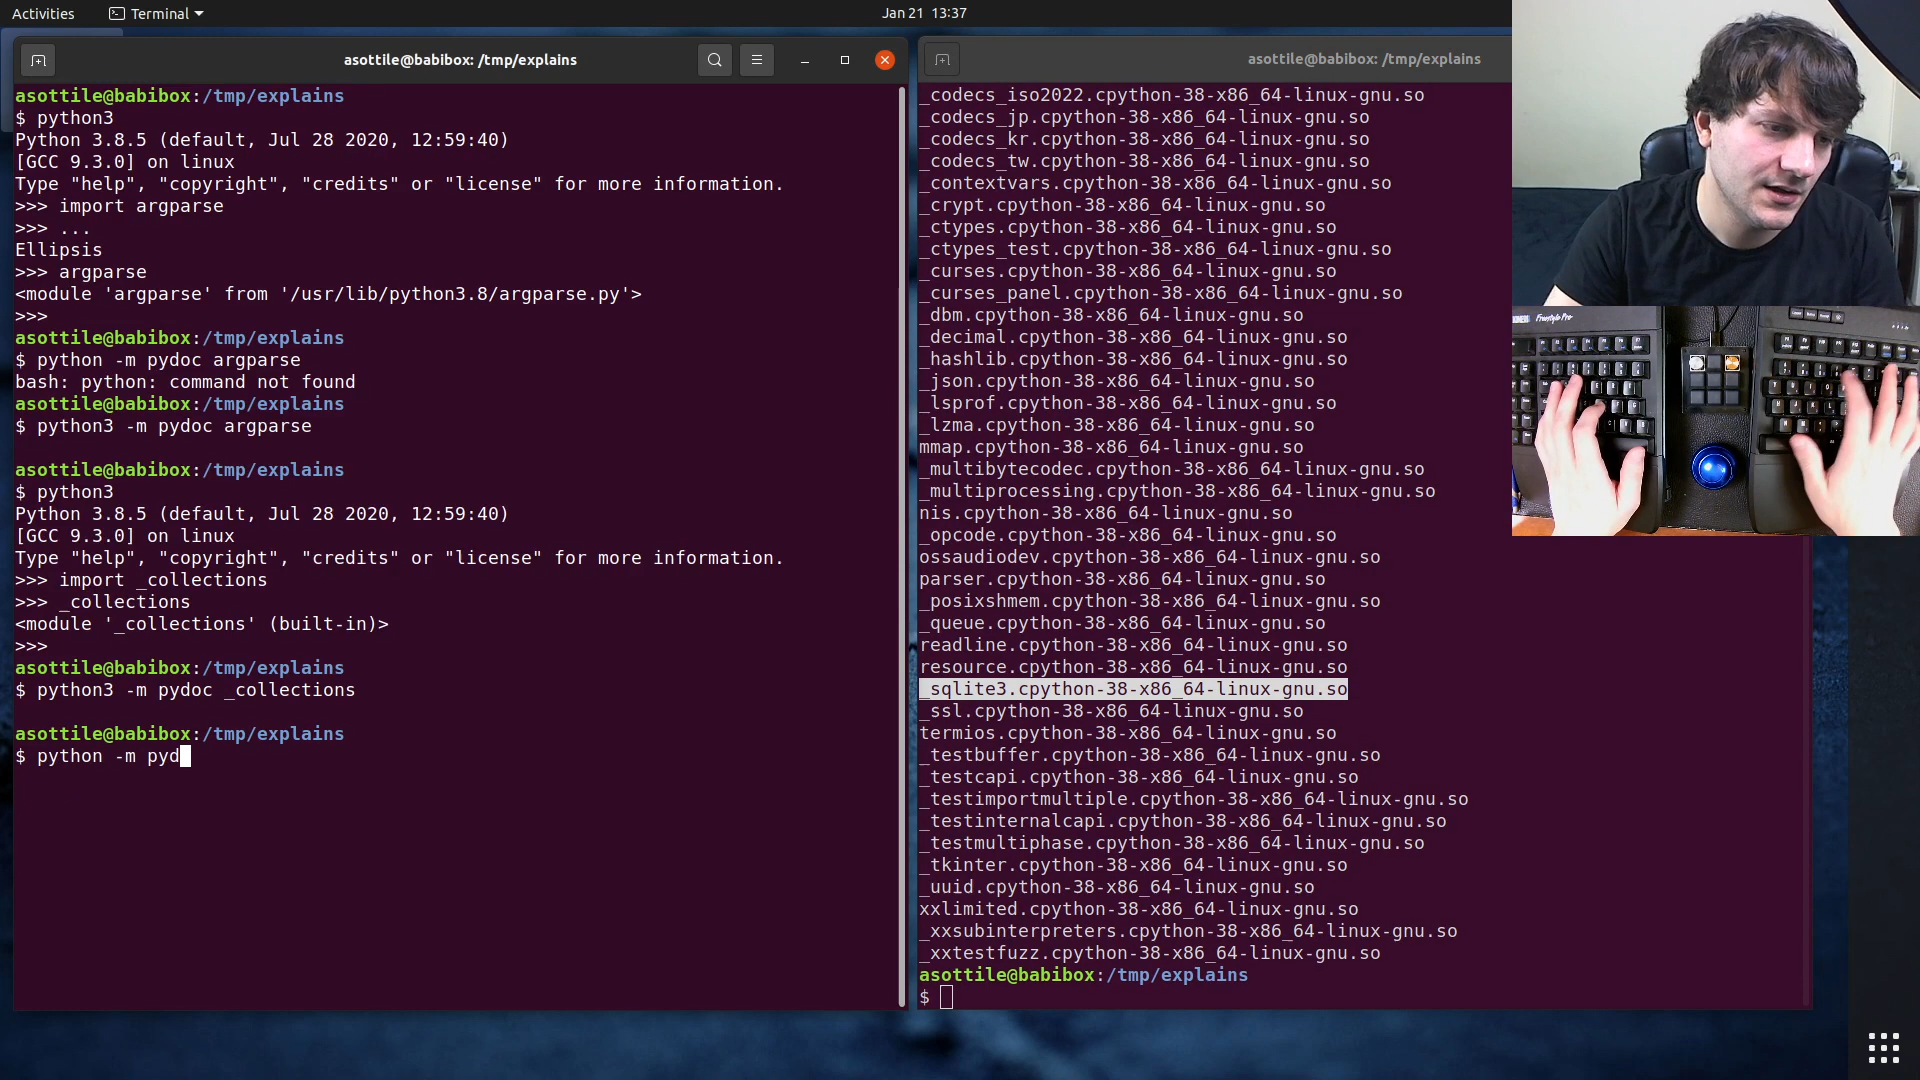 Activities
Terminal
Jan 21 13:37
asottile@babibox: /tmp/explains
asottile@babibox:/tmp/explains
$ python3
Python 3.8.5 (default, Jul 28 2020, 12:59:40)
[GCC 9.3.0] on linux
Type "help", "copyright", "credits" or "license" for more information.
>>> import argparse
>>> ...
Ellipsis
>>> argparse
<module 'argparse' from '/usr/lib/python3.8/argparse.py'>
>>>
asottile@babibox:/tmp/explains
$ python -m pydoc argparse
bash: python: command not found
asottile@babibox:/tmp/explains
$ python3 -m pydoc argparse
asottile@babibox:/tmp/explains
$ python3
Python 3.8.5 (default, Jul 28 2020, 12:59:40)
[GCC 9.3.0] on linux
Type "help", "copyright", "credits" or "license" for more information.
>>> import _collections
>>> _collections
<module '_collections' (built-in)>
>>>
asottile@babibox:/tmp/explains
$ python3 -m pydoc _collections
asottile@babibox:/tmp/explains
$ python -m pyd
asottile@babibox: /tmp/explains
_codecs_iso2022.cpython-38-x86_64-linux-gnu.so
_codecs_jp.cpython-38-x86_64-linux-gnu.so
_codecs_kr.cpython-38-x86_64-linux-gnu.so
_codecs_tw.cpython-38-x86_64-linux-gnu.so
_contextvars.cpython-38-x86_64-linux-gnu.so
_crypt.cpython-38-x86_64-linux-gnu.so
_ctypes.cpython-38-x86_64-linux-gnu.so
_ctypes_test.cpython-38-x86_64-linux-gnu.so
_curses.cpython-38-x86_64-linux-gnu.so
_curses_panel.cpython-38-x86_64-linux-gnu.so
_dbm.cpython-38-x86_64-linux-gnu.so
_decimal.cpython-38-x86_64-linux-gnu.so
_hashlib.cpython-38-x86_64-linux-gnu.so
_json.cpython-38-x86_64-linux-gnu.so
_lsprof.cpython-38-x86_64-linux-gnu.so
_lzma.cpython-38-x86_64-linux-gnu.so
mmap.cpython-38-x86_64-linux-gnu.so
_multibytecodec.cpython-38-x86_64-linux-gnu.so
_multiprocessing.cpython-38-x86_64-linux-gnu.so
nis.cpython-38-x86_64-linux-gnu.so
_opcode.cpython-38-x86_64-linux-gnu.so
ossaudiodev.cpython-38-x86_64-linux-gnu.so
parser.cpython-38-x86_64-linux-gnu.so
_posixshmem.cpython-38-x86_64-linux-gnu.so
_queue.cpython-38-x86_64-linux-gnu.so
readline.cpython-38-x86_64-linux-gnu.so
resource.cpython-38-x86_64-linux-gnu.so
_sqlite3.cpython-38-x86_64-linux-gnu.so
_ssl.cpython-38-x86_64-linux-gnu.so
termios.cpython-38-x86_64-linux-gnu.so
_testbuffer.cpython-38-x86_64-linux-gnu.so
_testcapi.cpython-38-x86_64-linux-gnu.so
_testimportmultiple.cpython-38-x86_64-linux-gnu.so
_testinternalcapi.cpython-38-x86_64-linux-gnu.so
_testmultiphase.cpython-38-x86_64-linux-gnu.so
_tkinter.cpython-38-x86_64-linux-gnu.so
_uuid.cpython-38-x86_64-linux-gnu.so
xxlimited.cpython-38-x86_64-linux-gnu.so
_xxsubinterpreters.cpython-38-x86_64-linux-gnu.so
_xxtestfuzz.cpython-38-x86_64-linux-gnu.so
asottile@babibox:/tmp/explains
$
Freestyle Pro